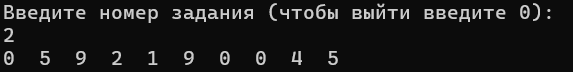 Введите номер задания (чтобы выйти введите 0):
2
0  5  9  2  1  9  0  0  4  5